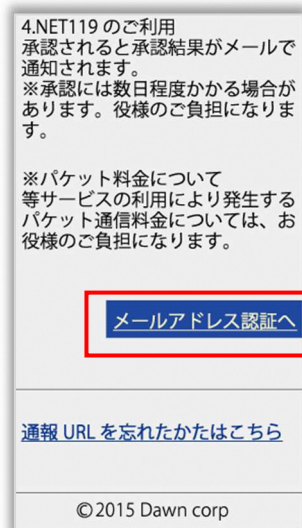 4.NET119 のご利用
承認されると承認結果がメールで
通知されます。
※承認には数日程度かかる場合が
あります。役様のご負担になりま
す。
※パケット料金について
等サービスの利用により発生する
パケット通信料金については、お
役様のご負担になります。
メールアドレス認証へ
通報 URL を忘れたかたはこちら
©2015 Dawn corp